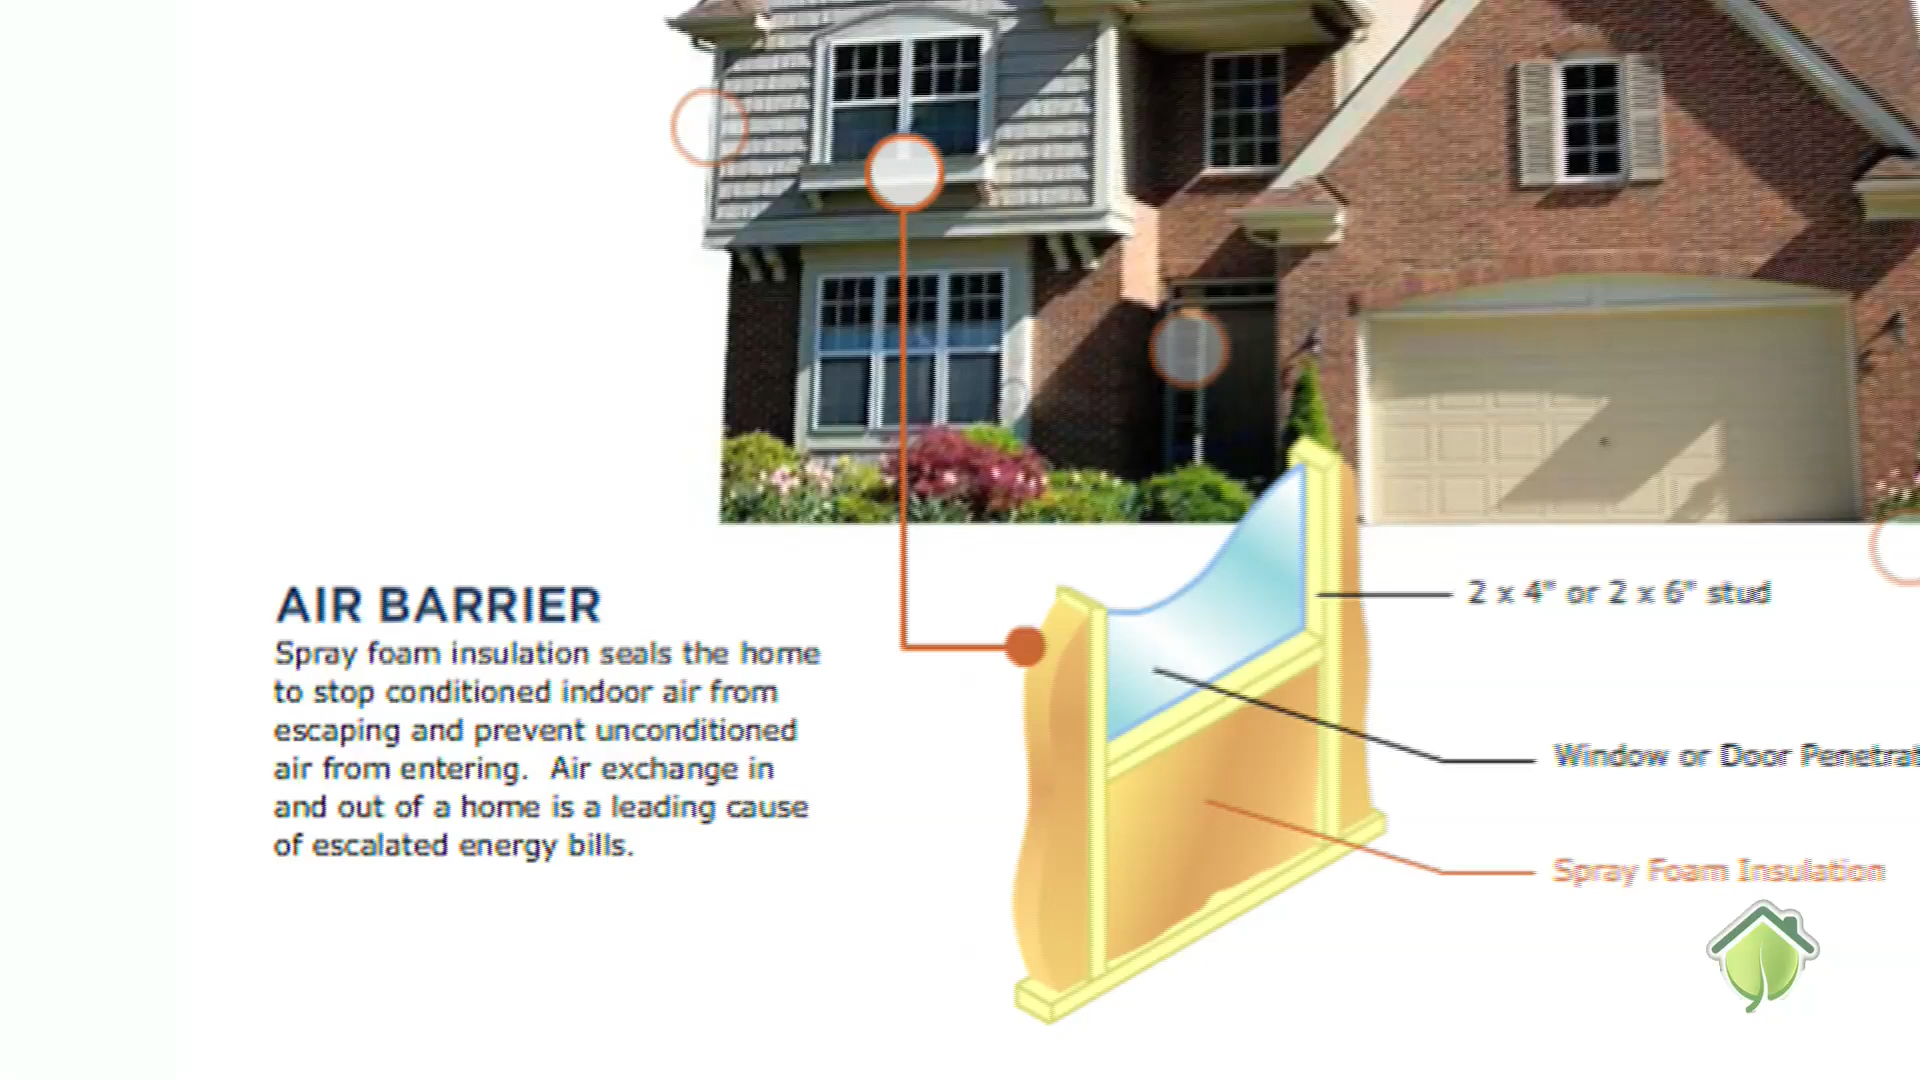 AIR BARRIER
Spray foam insulation seals the home
to stop conditioned indoor air from
escaping and prevent unconditioned
air from entering.  Air exchange in
and out of a home is a leading cause
of escalated energy bills.
2 x 4" or 2 x 6" stud
Window or Door Penetrat
Spray Foam Insulation